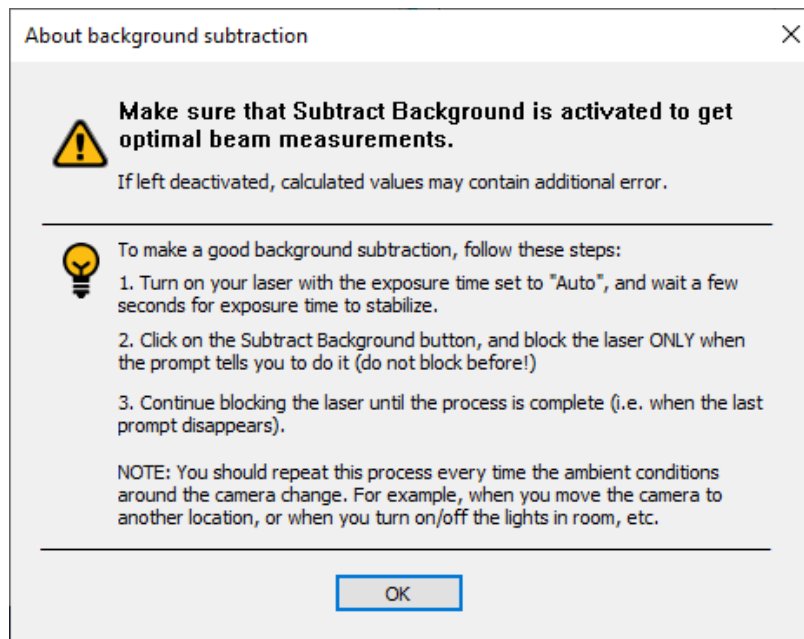 About background subtraction
Make sure that Subtract Background is activated to get
optimal beam measurements.
If left deactivated, calculated values may contain additional error.
To make a good background subtraction, follow these steps:
1. Turn on your laser with the exposure time set to "Auto", and wait a few
seconds for exposure time to stabilize.
2. Click on the Subtract Background button, and block the laser ONLY when
the prompt tells you to do it (do not block before!)
3. Continue blocking the laser until the process is complete (i.e. when the last
prompt disappears).
NOTE: You should repeat this process every time the ambient conditions
around the camera change. For example, when you move the camera to
another location, or when you turn on/off the lights in room, etc.
OK